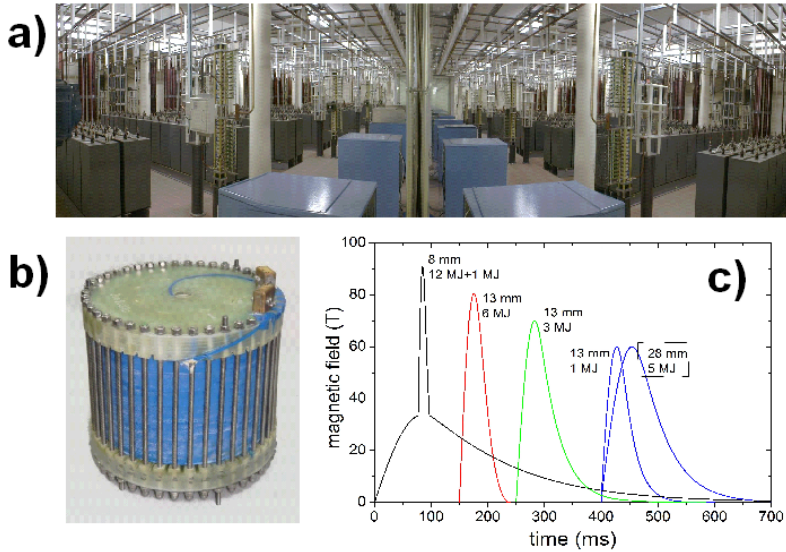 a)
b)
c)
100
80
60
40
20
0
magnetic field (T)
8 mm
12 MJ+1 MJ
13 mm
6 MJ
13 mm
3 MJ
13 mm
1 MJ
28 mm
5 MJ
0 100 200 300 400 500 600 700
time (ms)